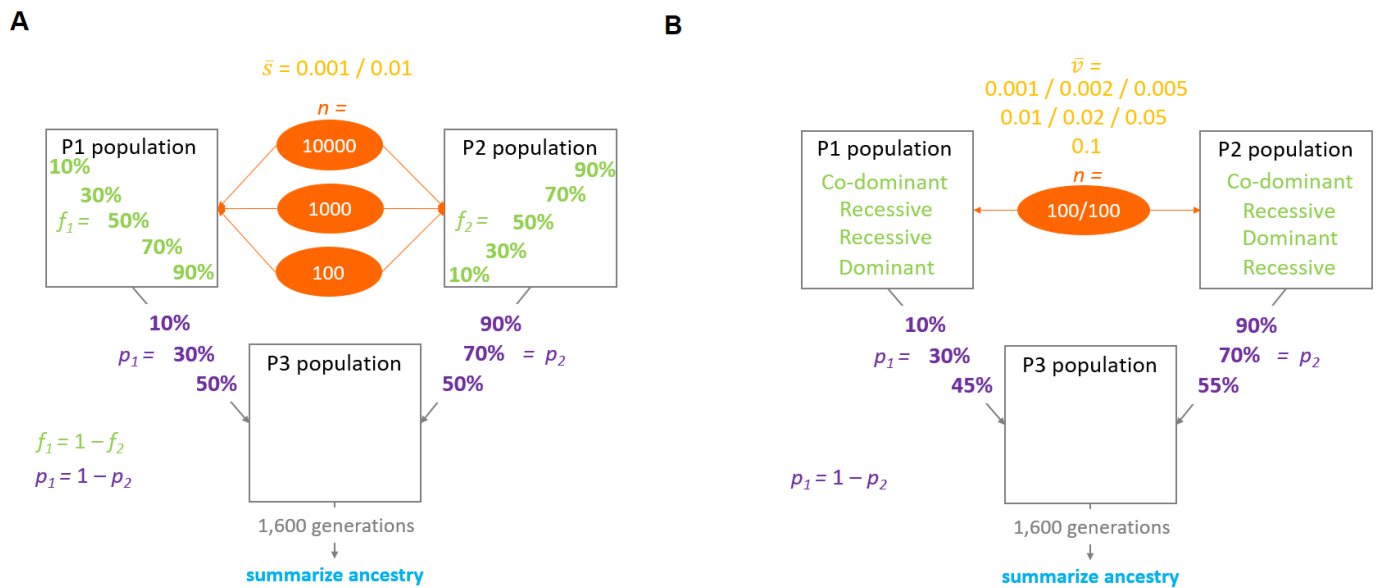 A
s̄ = 0.001 / 0.01
n =
10000
1000
100
P1 population
10%
30%
f₁ = 50%
70%
90%
P2 population
90%
70%
f₂ = 50%
30%
10%
10%
p₁ = 30%
50%
90%
70% = p₂
50%
P3 population
f₁ = 1 – f₂
p₁ = 1 – p₂
1,600 generations
summarize ancestry
B
v̄ =
0.001 / 0.002 / 0.005
0.01 / 0.02 / 0.05
0.1
n =
100/100
P1 population
Co-dominant
Recessive
Recessive
Dominant
P2 population
Co-dominant
Recessive
Dominant
Recessive
10%
p₁ = 30%
45%
90%
70% = p₂
55%
P3 population
p₁ = 1 – p₂
1,600 generations
summarize ancestry